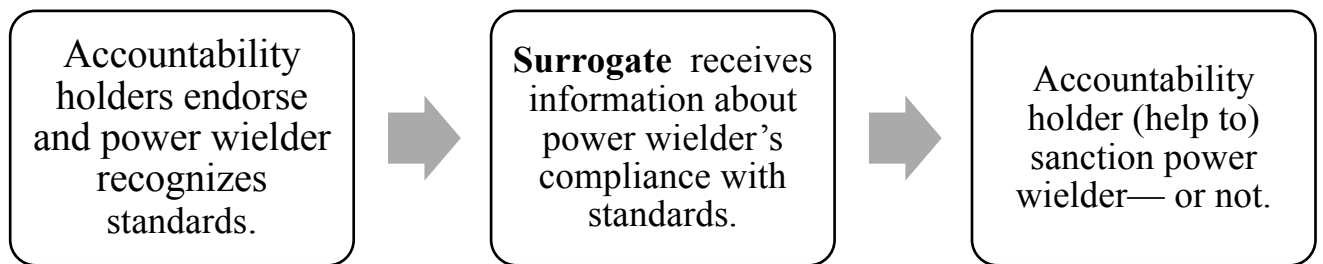 Accountability
holders endorse
and power wielder
recognizes
standards.
Surrogate receives
information about
power wielder’s
compliance with
standards.
Accountability
holder (help to)
sanction power
wielder— or not.